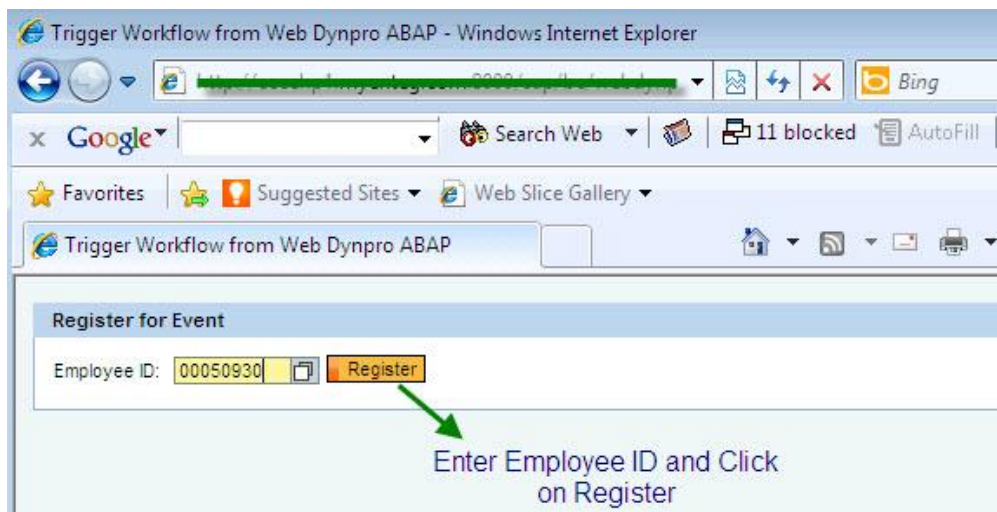 Trigger Workflow from Web Dynpro ABAP - Windows Internet Explorer
Bing
x Google Search Web 11 blocked AutoFill
Favorites Suggested Sites Web Slice Gallery
Trigger Workflow from Web Dynpro ABAP
Register for Event
Employee ID: 00050930 Register
Enter Employee ID and Click
on Register